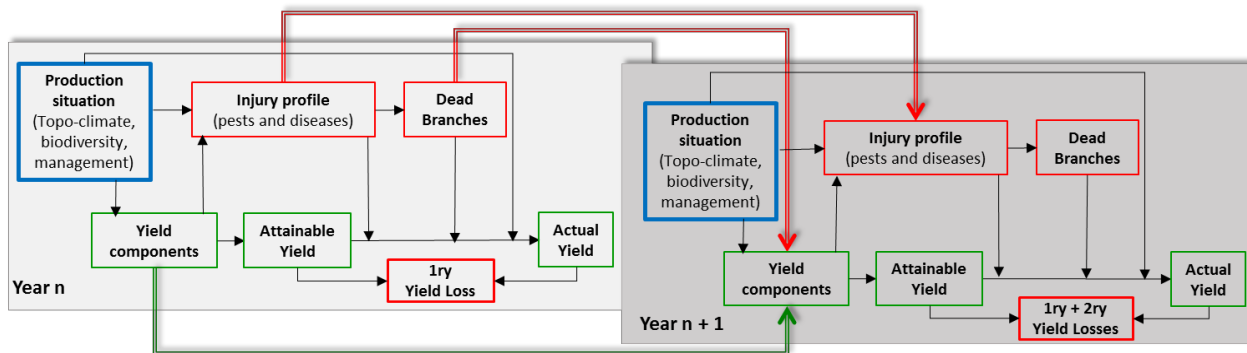 Production
situation
(Topo-climate,
biodiversity,
management)
Injury profile
(pests and diseases)
Dead
Branches
Yield
components
Attainable
Yield
Actual
Yield
1ry
Yield Loss
Year n
Production
situation
(Topo-climate,
biodiversity,
management)
Injury profile
(pests and diseases)
Dead
Branches
Yield
components
Attainable
Yield
Actual
Yield
1ry + 2ry
Yield Losses
Year n + 1